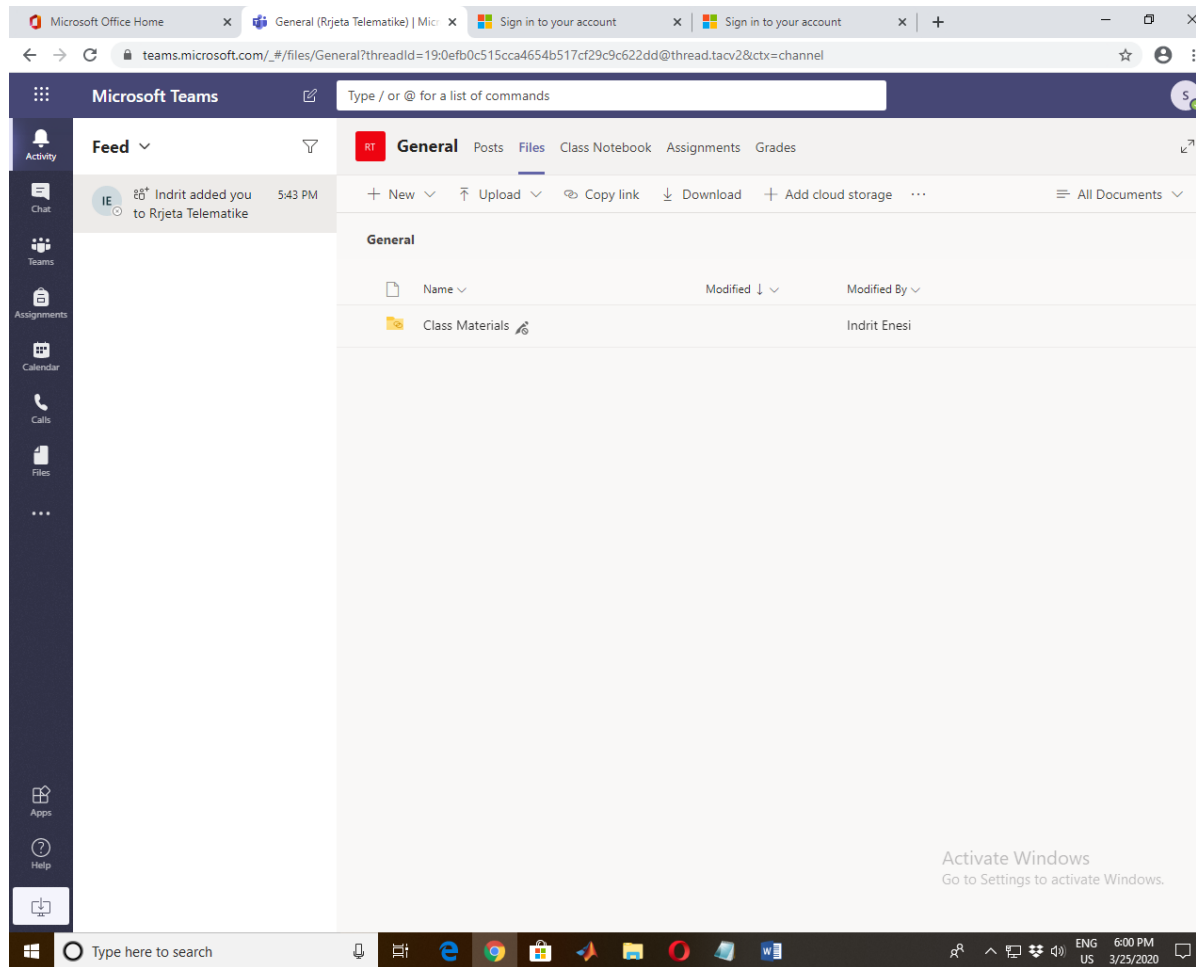 Microsoft Office Home
General (Rrjeta Telematike) | Mic
Sign in to your account
Sign in to your account
teams.microsoft.com/_#/files/General?threadId=19:0efb0c515cca4654b517cf29c9c622dd@thread.tacv2&ctx=channel
Microsoft Teams
Type / or @ for a list of commands
S
Activity
Feed
RT
General Posts Files Class Notebook Assignments Grades
Chat
IE
Indrit added you 5:43 PM
to Rrjeta Telematike
New Upload Copy link Download Add cloud storage ··· All Documents
Teams
General
Assignments
Name Modified Modified By
Class Materials Indrit Enesi
Calendar
Calls
Files
Apps
Help
Activate Windows
Go to Settings to activate Windows.
Type here to search
ENG 6:00 PM
US 3/25/2020